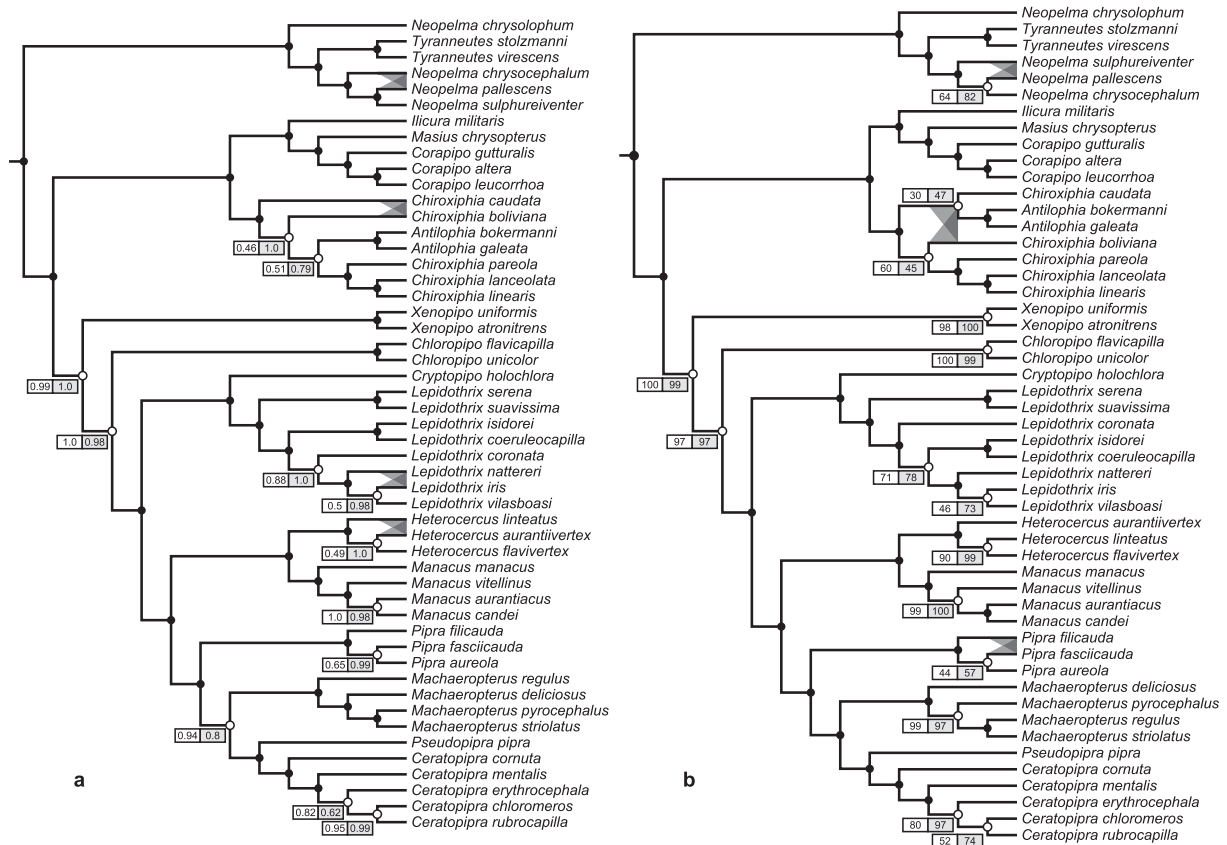 Neopelma chrysolophum
Tyranneutes stolzmanni
Tyranneutes virescens
Neopelma chrysocephalum
Neopelma pallescens
Neopelma sulphureiventer
Ilicura militaris
Masius chrysopterus
Corapipo gutturalis
Corapipo altera
Corapipo leucorrhoa
Chiroxiphia caudata
Chiroxiphia boliviana
0.46 1.0
Antilophia bokermanni
Antilophia galeata
0.51 0.79
Chiroxiphia pareola
Chiroxiphia lanceolata
Chiroxiphia linearis
Xenopipo uniformis
Xenopipo atronitrens
Chloropipo flavicapilla
Chloropipo unicolor
0.99 1.0
Cryptopipo holochlora
Lepidothrix serena
Lepidothrix suavissima
Lepidothrix isidorei
Lepidothrix coeruleocapilla
1.0 0.98
Lepidothrix coronata
Lepidothrix nattereri
0.88 1.0
Lepidothrix iris
Lepidothrix vilasboasi
0.5 0.98
Heterocercus linteatus
Heterocercus aurantiivertex
Heterocercus flavivertex
0.49 1.0
Manacus manacus
Manacus vitellinus
Manacus aurantiacus
Manacus candei
1.0 0.98
Pipra filicauda
Pipra fasciicauda
Pipra aureola
0.65 0.99
Machaeropterus regulus
Machaeropterus deliciosus
Machaeropterus pyrocephalus
Machaeropterus striolatus
0.94 0.8
Pseudopipra pipra
Ceratopipra cornuta
Ceratopipra mentalis
Ceratopipra erythrocephala
Ceratopipra chloromeros
0.82 0.62
Ceratopipra rubrocapilla
0.95 0.99
a
Neopelma chrysolophum
Tyranneutes stolzmanni
Tyranneutes virescens
Neopelma sulphureiventer
Neopelma pallescens
Neopelma chrysocephalum
64 82
Ilicura militaris
Masius chrysopterus
Corapipo gutturalis
Corapipo altera
Corapipo leucorrhoa
30 47
Chiroxiphia caudata
Antilophia bokermanni
Antilophia galeata
Chiroxiphia boliviana
Chiroxiphia pareola
60 45
Chiroxiphia lanceolata
Chiroxiphia linearis
Xenopipo uniformis
Xenopipo atronitrens
98 100
Chloropipo flavicapilla
Chloropipo unicolor
100 99
Cryptopipo holochlora
100 99
Lepidothrix serena
Lepidothrix suavissima
Lepidothrix coronata
Lepidothrix isidorei
97 97
Lepidothrix coeruleocapilla
Lepidothrix nattereri
71 78
Lepidothrix iris
Lepidothrix vilasboasi
46 73
Heterocercus aurantiivertex
Heterocercus linteatus
Heterocercus flavivertex
90 99
Manacus manacus
Manacus vitellinus
Manacus aurantiacus
99 100
Manacus candei
Pipra filicauda
Pipra fasciicauda
Pipra aureola
44 57
Machaeropterus deliciosus
Machaeropterus pyrocephalus
Machaeropterus regulus
99 97
Machaeropterus striolatus
Pseudopipra pipra
Ceratopipra cornuta
Ceratopipra mentalis
Ceratopipra erythrocephala
Ceratopipra chloromeros
80 97
Ceratopipra rubrocapilla
52 74
b